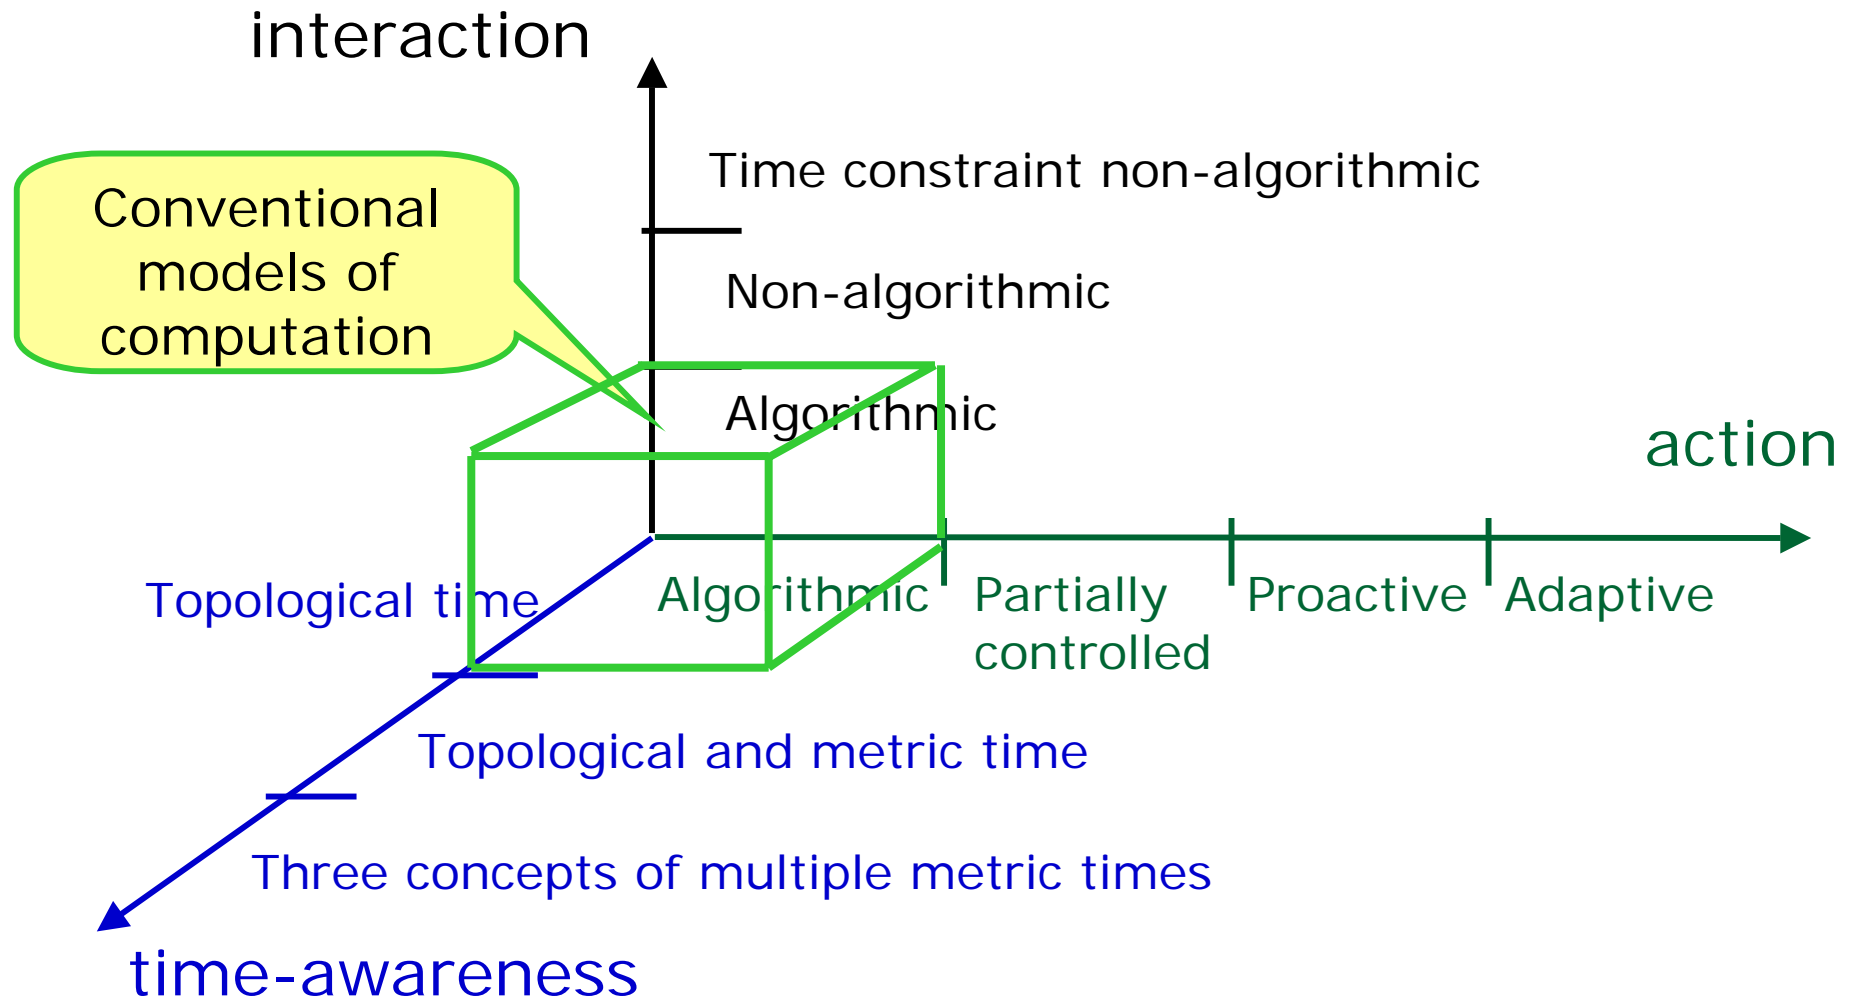 interaction
Time constraint non-algorithmic
Conventional
models of
computation
Non-algorithmic
Algorithmic
action
Topological time
Algorithmic
Partially
controlled
Proactive
Adaptive
Topological and metric time
Three concepts of multiple metric times
time-awareness